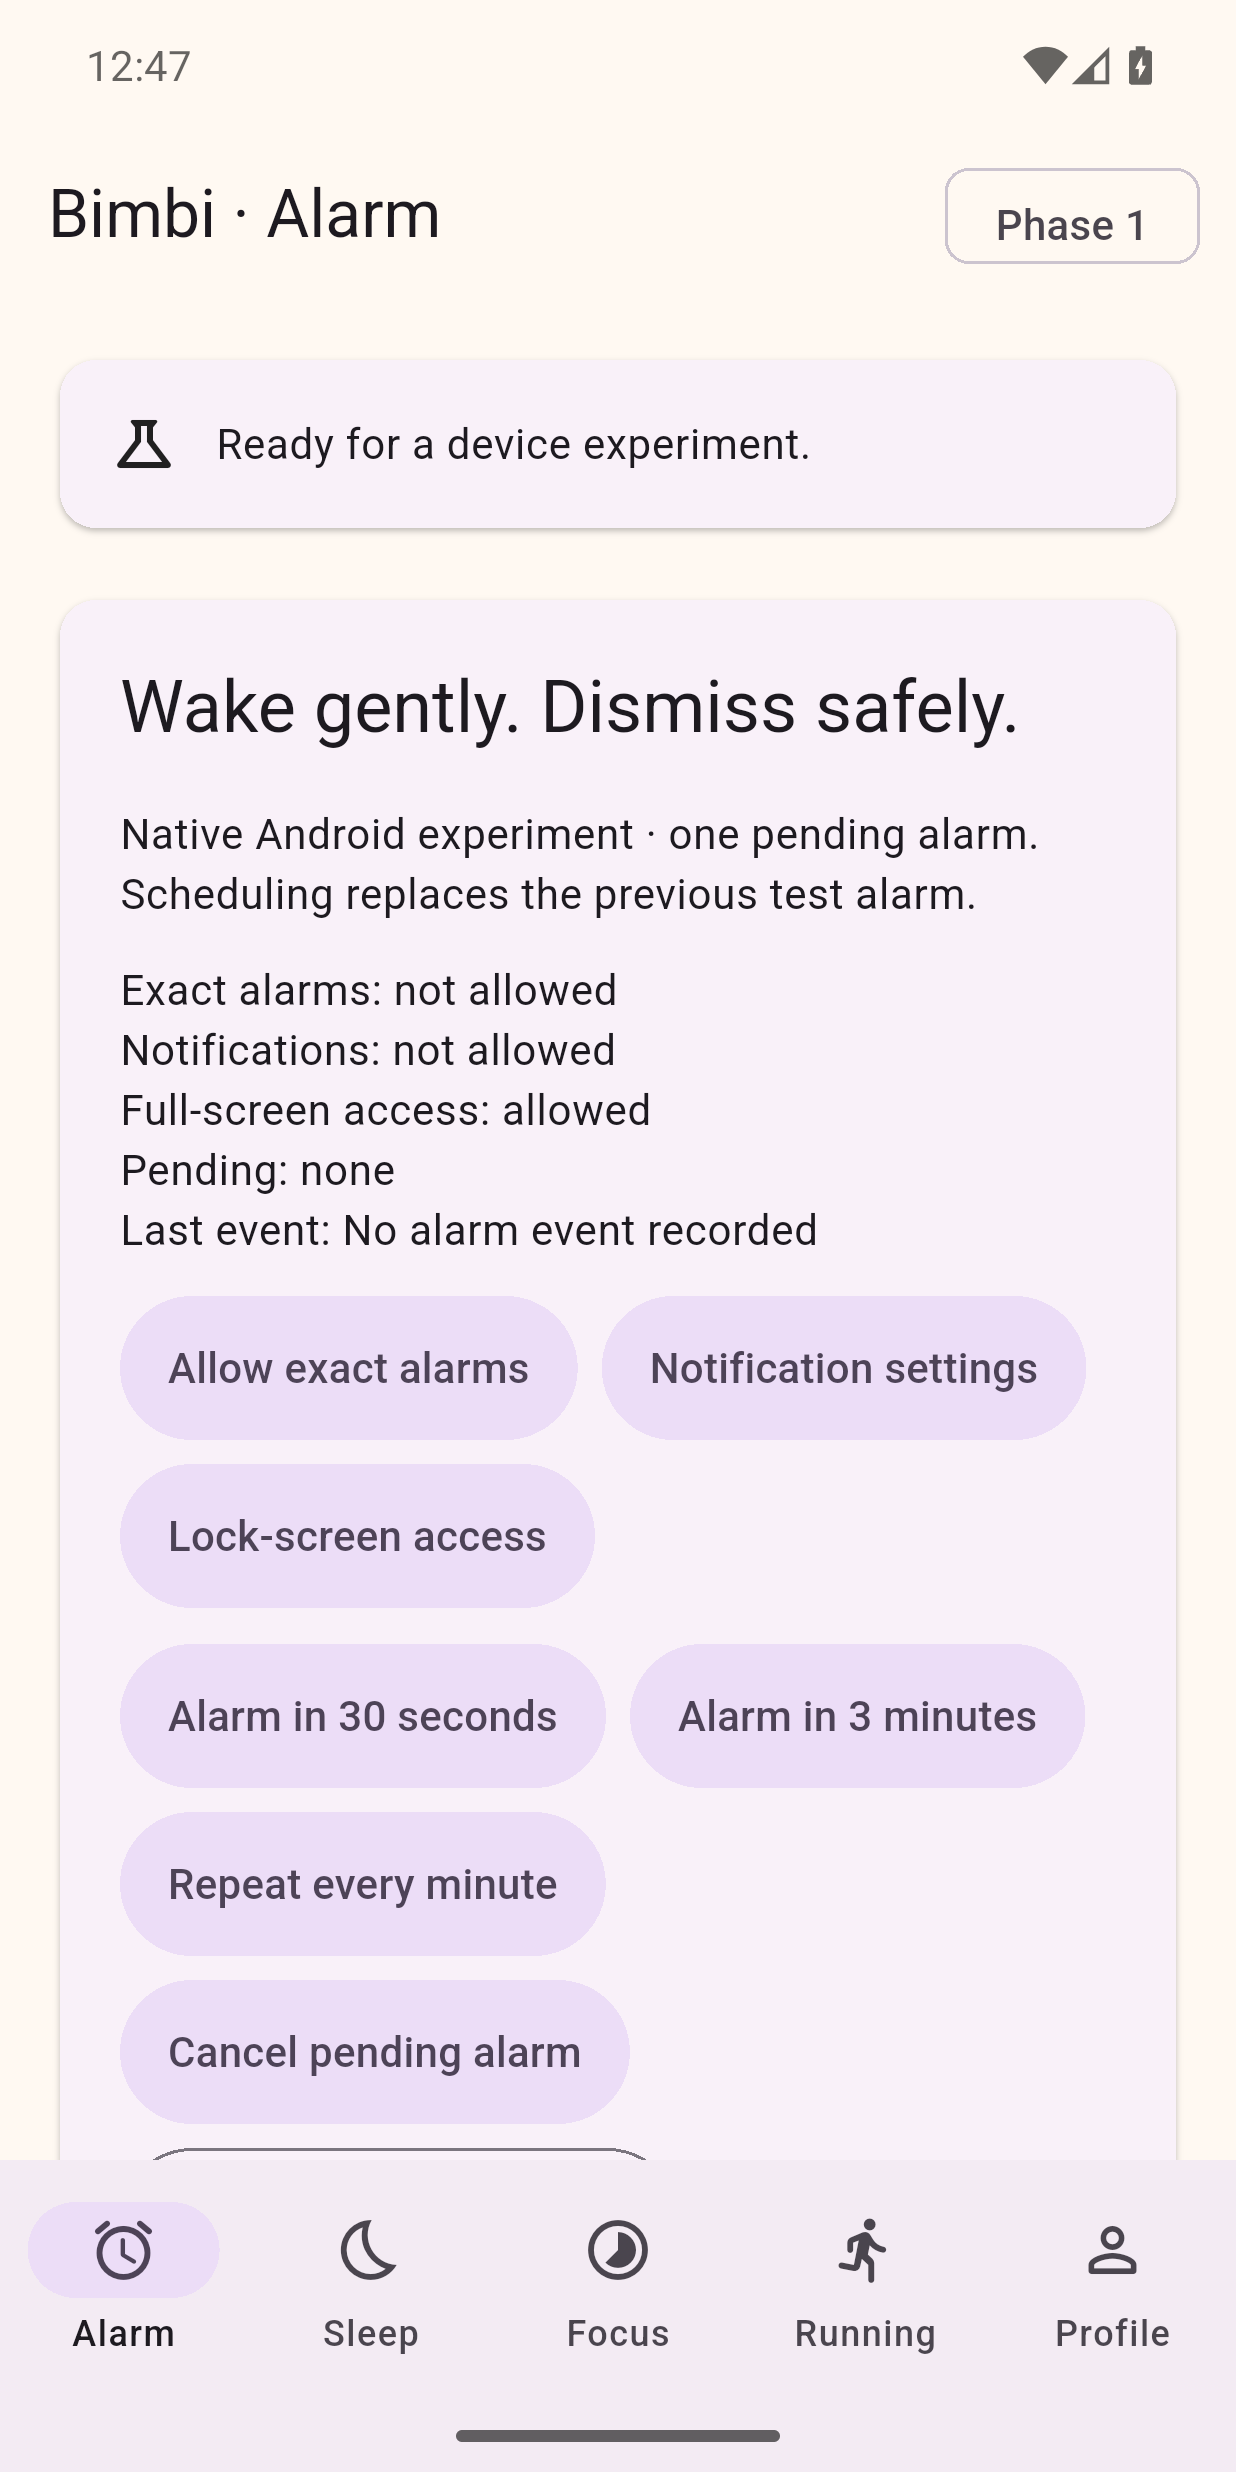 12:47
Bimbi · Alarm
Phase 1
Ready for a device experiment.
Wake gently. Dismiss safely.
Native Android experiment · one pending alarm.
Scheduling replaces the previous test alarm.
Exact alarms: not allowed
Notifications: not allowed
Full-screen access: allowed
Pending: none
Last event: No alarm event recorded
Allow exact alarms
Notification settings
Lock-screen access
Alarm in 30 seconds
Alarm in 3 minutes
Repeat every minute
Cancel pending alarm
Alarm
Sleep
Focus
Running
Profile